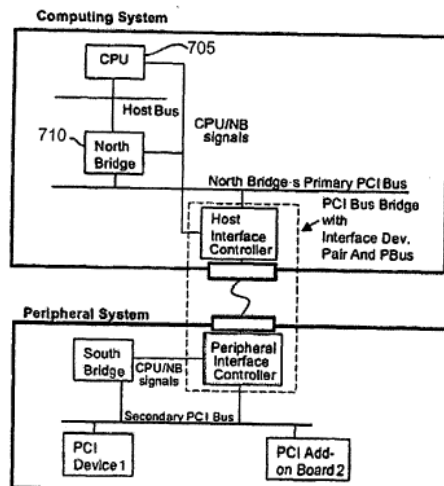 Computing System
705
CPU
Host Bus
710
North
Bridge
CPU/NB
signals
North Bridge·s Primary PCI Bus
Host
Interface
Controller
PCI Bus Bridge
with
Interface Dev.
Pair And PBus
Peripheral System
South
Bridge
CPU/NB
signals
Peripheral
Interface
Controller
Secondary PCI Bus
PCI
Device 1
PCI Add-
on Board 2